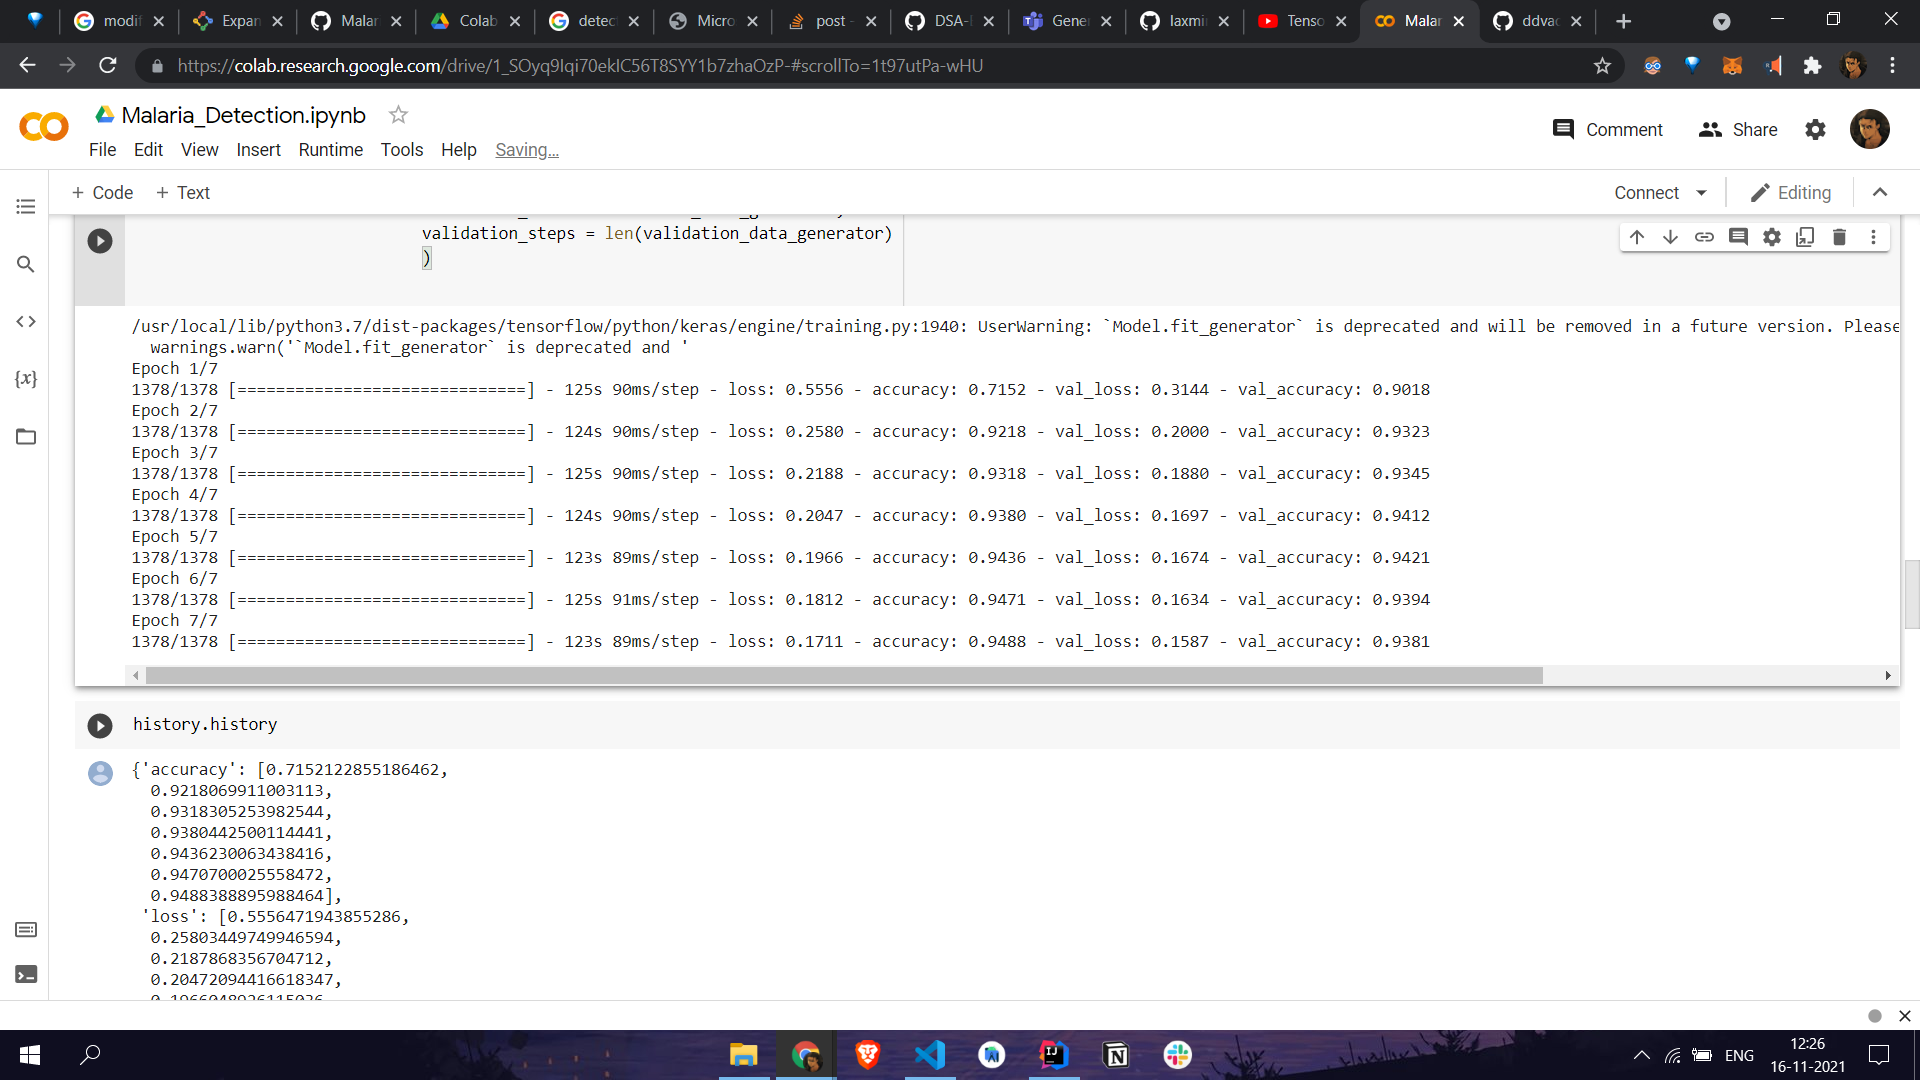 modif
Expan
Malar
Colab
detec
Micro
post -
DSA-
Gener
laxmi
Tenso
Malar
ddvad
https://colab.research.google.com/drive/1_SOyq9Iqi70ekIC56T8SYY1b7zhaOzP-#scrollTo=1t97utPa-wHU
Malaria_Detection.ipynb
Comment
Share
File Edit View Insert Runtime Tools Help Saving...
+ Code + Text
Connect
Editing
validation_steps = len(validation_data_generator)
)
/usr/local/lib/python3.7/dist-packages/tensorflow/python/keras/engine/training.py:1940: UserWarning: `Model.fit_generator` is deprecated and will be removed in a future version. Please
warnings.warn('`Model.fit_generator` is deprecated and '
Epoch 1/7
1378/1378 [==============================] - 125s 90ms/step - loss: 0.5556 - accuracy: 0.7152 - val_loss: 0.3144 - val_accuracy: 0.9018
Epoch 2/7
1378/1378 [==============================] - 124s 90ms/step - loss: 0.2580 - accuracy: 0.9218 - val_loss: 0.2000 - val_accuracy: 0.9323
Epoch 3/7
1378/1378 [==============================] - 125s 90ms/step - loss: 0.2188 - accuracy: 0.9318 - val_loss: 0.1880 - val_accuracy: 0.9345
Epoch 4/7
1378/1378 [==============================] - 124s 90ms/step - loss: 0.2047 - accuracy: 0.9380 - val_loss: 0.1697 - val_accuracy: 0.9412
Epoch 5/7
1378/1378 [==============================] - 123s 89ms/step - loss: 0.1966 - accuracy: 0.9436 - val_loss: 0.1674 - val_accuracy: 0.9421
Epoch 6/7
1378/1378 [==============================] - 125s 91ms/step - loss: 0.1812 - accuracy: 0.9471 - val_loss: 0.1634 - val_accuracy: 0.9394
Epoch 7/7
1378/1378 [==============================] - 123s 89ms/step - loss: 0.1711 - accuracy: 0.9488 - val_loss: 0.1587 - val_accuracy: 0.9381
history.history
{'accuracy': [0.7152122855186462,
0.9218069911003113,
0.9318305253982544,
0.9380442500114441,
0.9436230063438416,
0.9470700025558472,
0.9488388895988464],
'loss': [0.5556471943855286,
0.25803449749946594,
0.2187868356704712,
0.20472094416618347,
ENG
12:26
16-11-2021